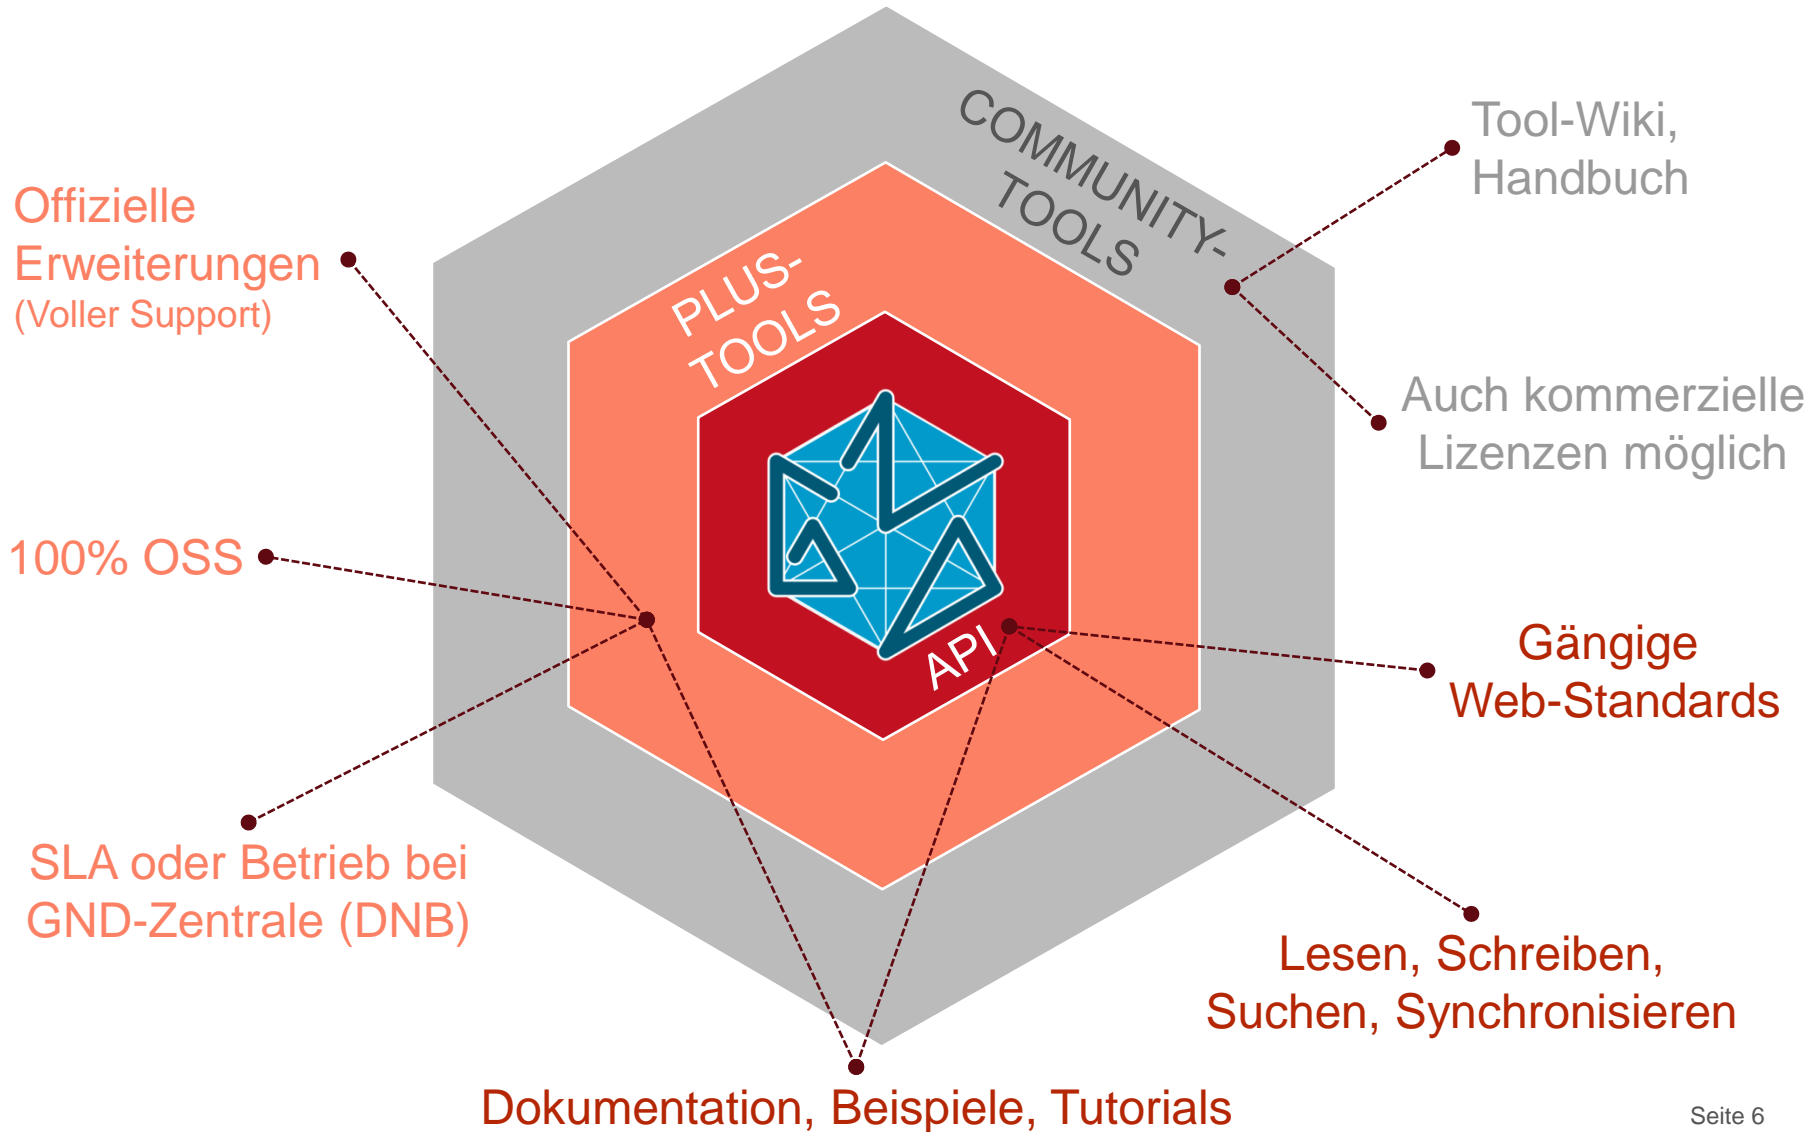 COMMUNITY-
TOOLS
PLUS-
TOOLS
API
Tool-Wiki,
Handbuch
Offizielle
Erweiterungen
(Voller Support)
Auch kommerzielle
Lizenzen möglich
100% OSS
Gängige
Web-Standards
SLA oder Betrieb bei
GND-Zentrale (DNB)
Lesen, Schreiben,
Suchen, Synchronisieren
Dokumentation, Beispiele, Tutorials
Seite 6